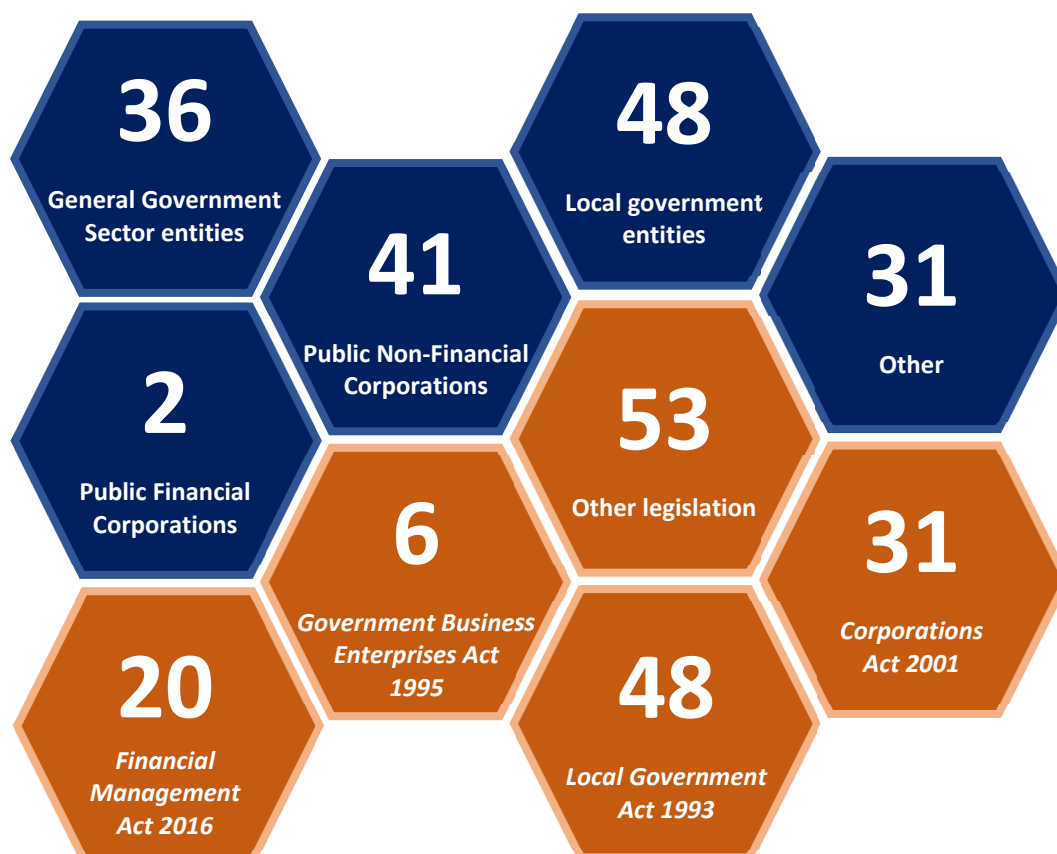 36
General Government
Sector entities
48
Local government
entities
41
Public Non-Financial
Corporations
31
Other
2
Public Financial
Corporations
53
Other legislation
6
Government Business
Enterprises Act
1995
31
Corporations
Act 2001
20
Financial
Management
Act 2016
48
Local Government
Act 1993